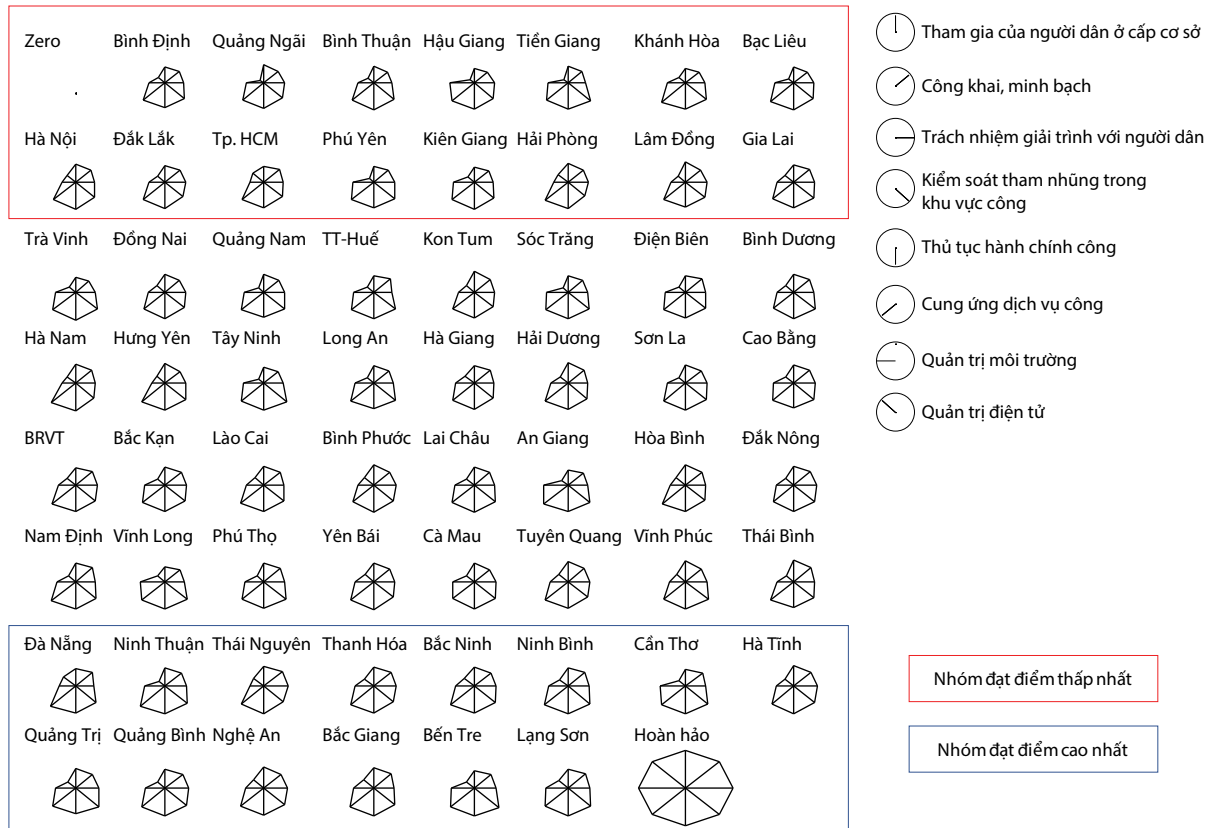 Zero Bình Định Quảng Ngãi Bình Thuận Hậu Giang Tiền Giang Khánh Hòa Bạc Liêu
Hà Nội Đắk Lắk Tp. HCM Phú Yên Kiên Giang Hải Phòng Lâm Đồng Gia Lai
Trà Vinh Đồng Nai Quảng Nam TT-Huế Kon Tum Sóc Trăng Điện Biên Bình Dương
Hà Nam Hưng Yên Tây Ninh Long An Hà Giang Hải Dương Sơn La Cao Bằng
BRVT Bắc Kạn Lào Cai Bình Phước Lai Châu An Giang Hòa Bình Đắk Nông
Nam Định Vĩnh Long Phú Thọ Yên Bái Cà Mau Tuyên Quang Vĩnh Phúc Thái Bình
Đà Nẵng Ninh Thuận Thái Nguyên Thanh Hóa Bắc Ninh Ninh Bình Cần Thơ Hà Tĩnh
Quảng Trị Quảng Bình Nghệ An Bắc Giang Bến Tre Lạng Sơn Hoàn hảo
Tham gia của người dân ở cấp cơ sở
Công khai, minh bạch
Trách nhiệm giải trình với người dân
Kiểm soát tham nhũng trong
khu vực công
Thủ tục hành chính công
Cung ứng dịch vụ công
Quản trị môi trường
Quản trị điện tử
Nhóm đạt điểm thấp nhất
Nhóm đạt điểm cao nhất